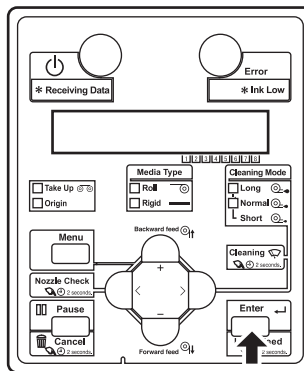 Error
* Receiving Data
* Ink Low
1 2 3 4 5 6 7 8
Media Type
Cleaning Mode
Take Up
Origin
Roll
Rigid
Long
Normal
Short
Menu
Backward feed
+
-
Forward feed
Cleaning
2 seconds.
Nozzle Check
2 seconds.
Pause
Cancel
2 seconds.
Enter